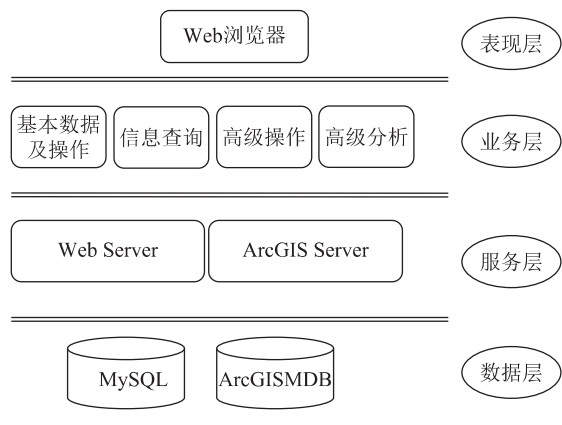 Web浏览器
表现层
基本数据
及操作
信息查询
高级操作
高级分析
业务层
Web Server
ArcGIS Server
服务层
MySQL
ArcGISMDB
数据层